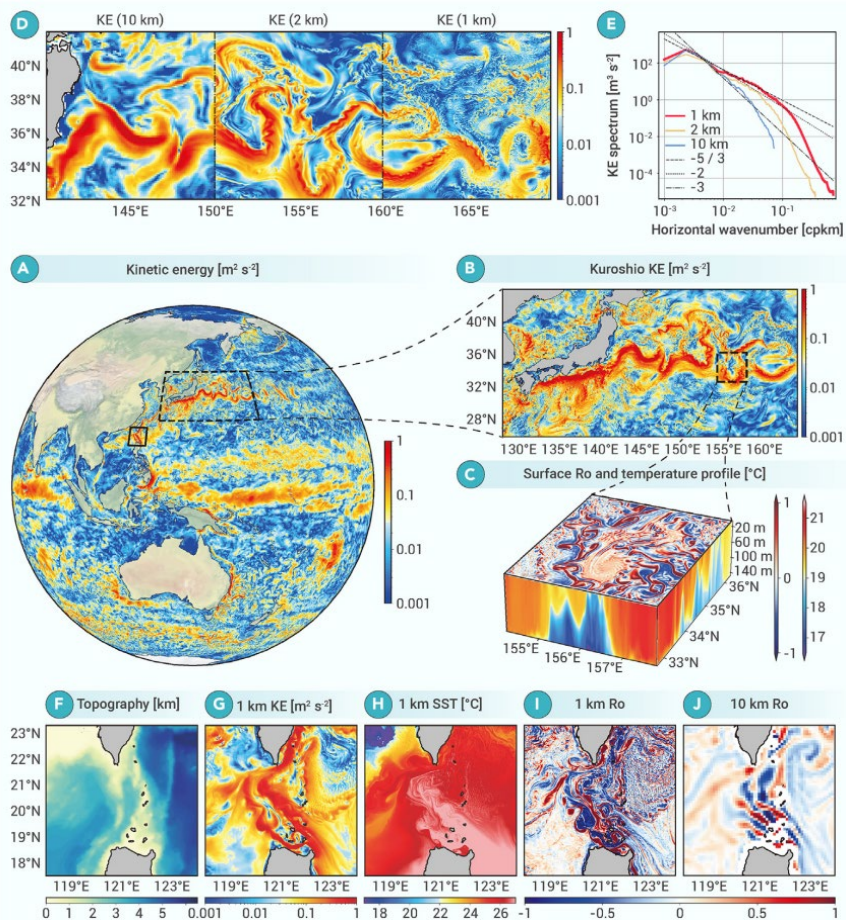 D
KE (10 km) KE (2 km) KE (1 km)
40°N
38°N
36°N
34°N
32°N
145°E 150°E 155°E 160°E 165°E
1
0.1
0.01
0.001
E
KE spectrum [m³ s⁻²]
10²
10⁰
10⁻²
10⁻⁴
1 km
2 km
10 km
-5 / 3
-2
-3
10⁻³ 10⁻² 10⁻¹
Horizontal wavenumber [cpkm]
A
Kinetic energy [m² s⁻²]
1
0.1
0.01
0.001
B
Kuroshio KE [m² s⁻²]
40°N
36°N
32°N
28°N
130°E 135°E 140°E 145°E 150°E 155°E 160°E
1
0.1
0.01
0.001
C
Surface Ro and temperature profile [°C]
20 m
60 m
100 m
140 m
36°N
35°N
34°N
33°N
155°E
156°E
157°E
1
0
-1
21
20
19
18
17
F Topography [km] G 1 km KE [m² s⁻²] H 1 km SST [°C] I 1 km Ro J 10 km Ro
23°N
22°N
21°N
20°N
19°N
18°N
119°E 121°E 123°E 119°E 121°E 123°E 119°E 121°E 123°E 119°E 121°E 123°E 119°E 121°E 123°E
0 1 2 3 4 5 6 0.001 0.01 0.1 1 18 20 22 24 26 -1 -0.5 0 0.5 1